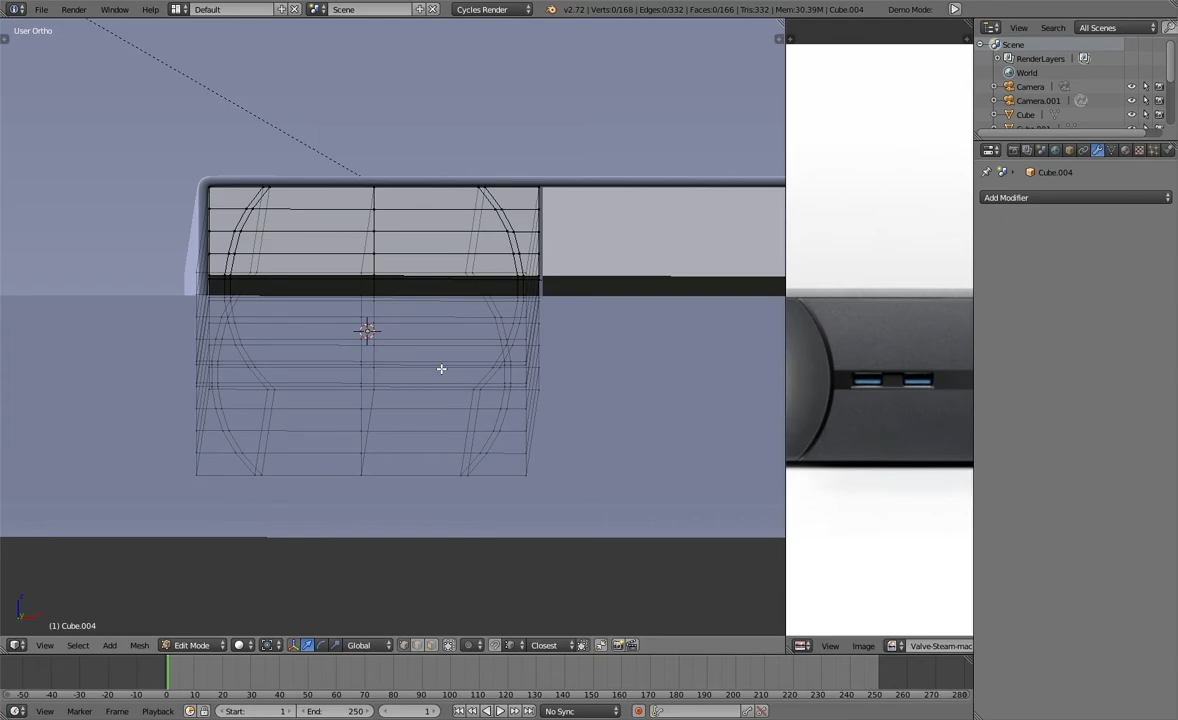 File Render Window Help Default Scene Cycles Render v2.72 | Verts:0/168 | Edges:0/332 | Faces:0/166 | Tris:332 | Mem:30.39M | Cube.004 Demo Mode:
User Ortho
View Search All Scenes
Scene
RenderLayers
World
Camera
Camera.001
Cube
Cube.004
Add Modifier
z
(1) Cube.004
View Select Add Mesh Edit Mode Global Closest View Image Valve-Steam-mac
-50 -40 -30 -20 -10 0 10 20 30 40 50 60 70 80 90 100 110 120 130 140 150 160 170 180 190 200 210 220 230 240 250 260 270 280
View Marker Frame Playback Start: 1 End: 250 1 No Sync